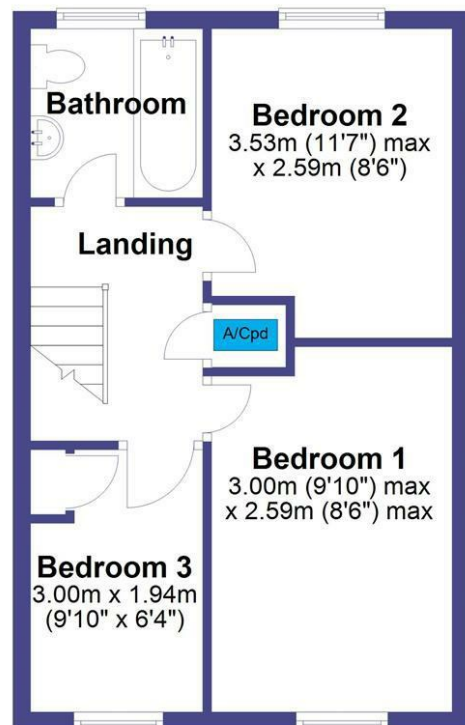 Bathroom
Bedroom 2
3.53m (11'7") max
x 2.59m (8'6")
Landing
A/Cpd
Bedroom 1
3.00m (9'10") max
x 2.59m (8'6") max
Bedroom 3
3.00m x 1.94m
(9'10" x 6'4")